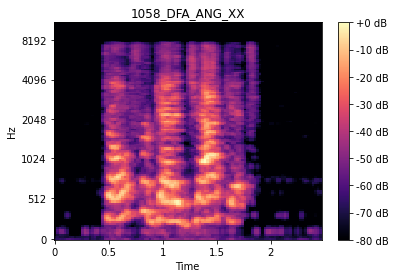 1058_DFA_ANG_XX
8192
4096
2048
1024
512
0
Hz
0
0.5
1
1.5
2
Time
+0 dB
-10 dB
-20 dB
-30 dB
-40 dB
-50 dB
-60 dB
-70 dB
-80 dB